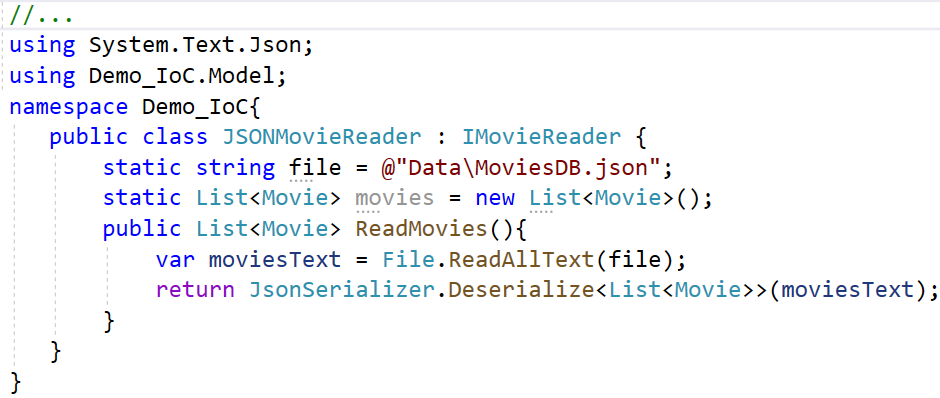 //...
using System.Text.Json;
using Demo_IoC.Model;
namespace Demo_IoC{
public class JSONMovieReader : IMovieReader {
static string file = @"Data\MoviesDB.json";
static List<Movie> movies = new List<Movie>();
public List<Movie> ReadMovies(){
var moviesText = File.ReadAllText(file);
return JsonSerializer.Deserialize<List<Movie>>(moviesText);
}
}
}